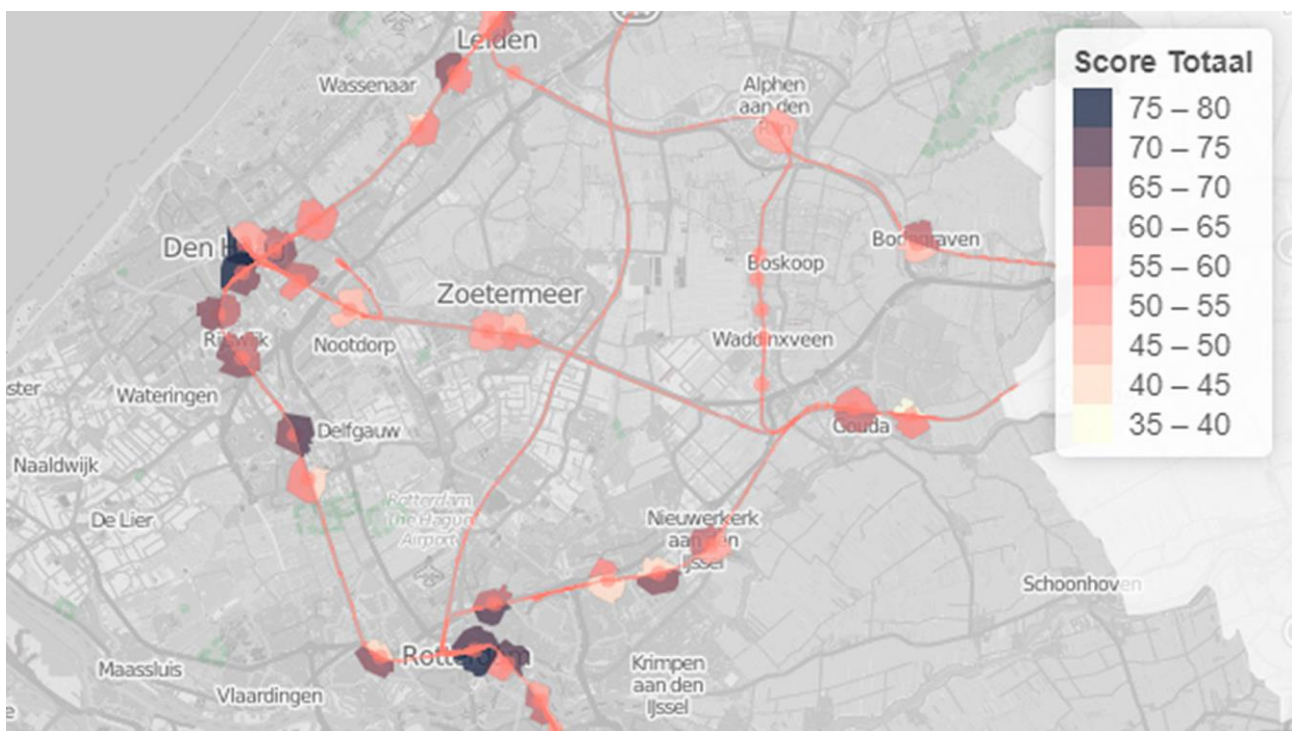 Leiden
Wassenaar
Alphen
aan den
Den
Boskoop
Bodegraven
Zoetermeer
Rijswijk
Nootdorp
Waddinxveen
ster
Wateringen
Delfgauw
Gouda
Naaldwijk
De Lier
Rotterdam
The Hague
Airport
Nieuwerkerk
aan den
IJssel
Schoonhoven
Rotterdam
Maassluis
Vlaardingen
Krimpen
aan den
IJssel
e
Score Totaal
75 – 80
70 – 75
65 – 70
60 – 65
55 – 60
50 – 55
45 – 50
40 – 45
35 – 40